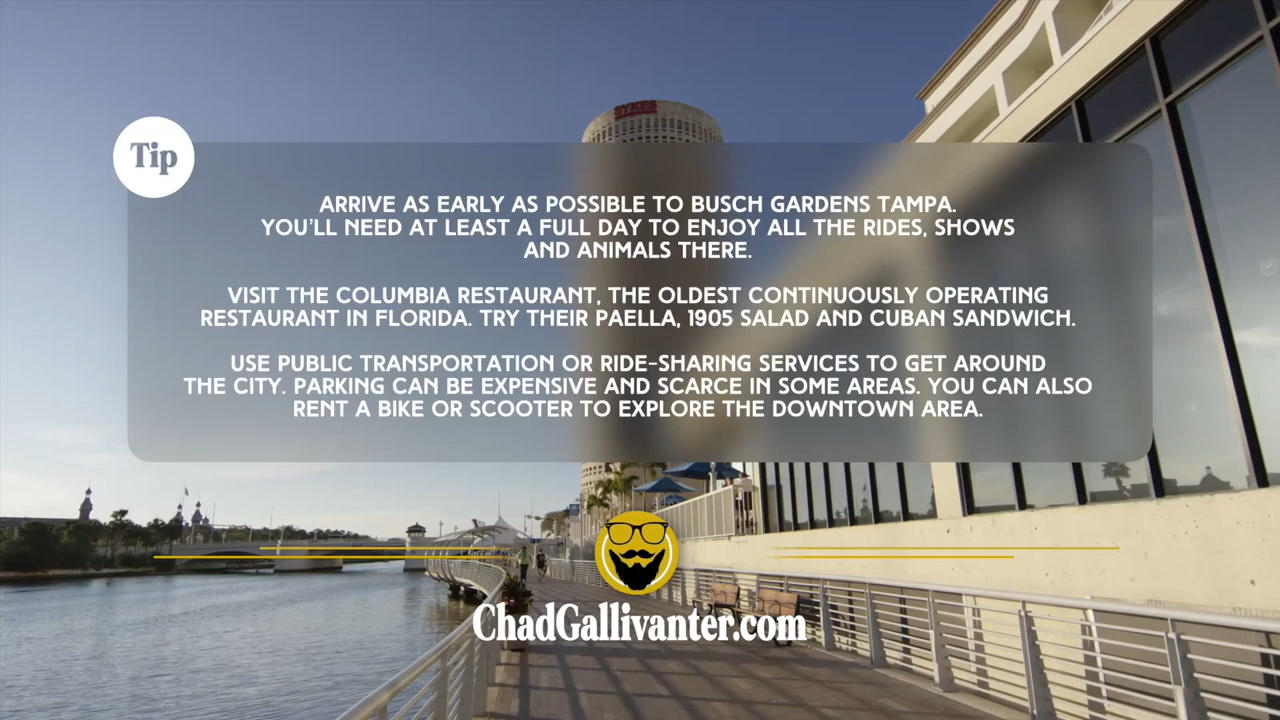 SYKES
Tip
ARRIVE AS EARLY AS POSSIBLE TO BUSCH GARDENS TAMPA.
YOU'LL NEED AT LEAST A FULL DAY TO ENJOY ALL THE RIDES, SHOWS
AND ANIMALS THERE.
VISIT THE COLUMBIA RESTAURANT, THE OLDEST CONTINUOUSLY OPERATING
RESTAURANT IN FLORIDA. TRY THEIR PAELLA, 1905 SALAD AND CUBAN SANDWICH.
USE PUBLIC TRANSPORTATION OR RIDE-SHARING SERVICES TO GET AROUND
THE CITY. PARKING CAN BE EXPENSIVE AND SCARCE IN SOME AREAS. YOU CAN ALSO
RENT A BIKE OR SCOOTER TO EXPLORE THE DOWNTOWN AREA.
ChadGallivanter.com